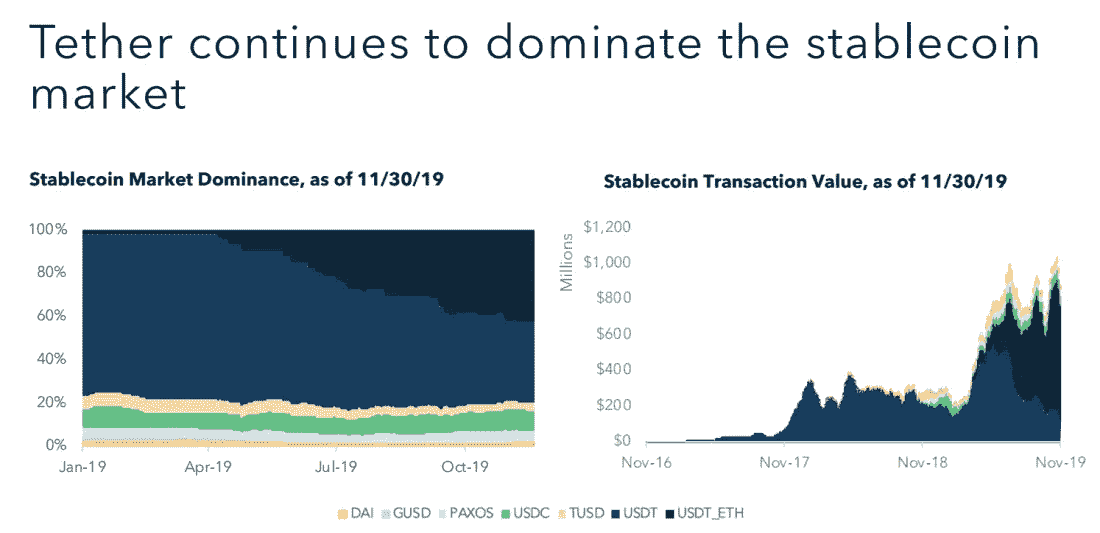 Tether continues to dominate the stablecoin
market
Stablecoin Market Dominance, as of 11/30/19
100%
80%
60%
40%
20%
0%
Jan-19 Apr-19 Jul-19 Oct-19
Stablecoin Transaction Value, as of 11/30/19
Millions
$1,200
$1,000
$800
$600
$400
$200
$0
Nov-16 Nov-17 Nov-18 Nov-19
DAI GUSD PAXOS USDC TUSD USDT USDT_ETH